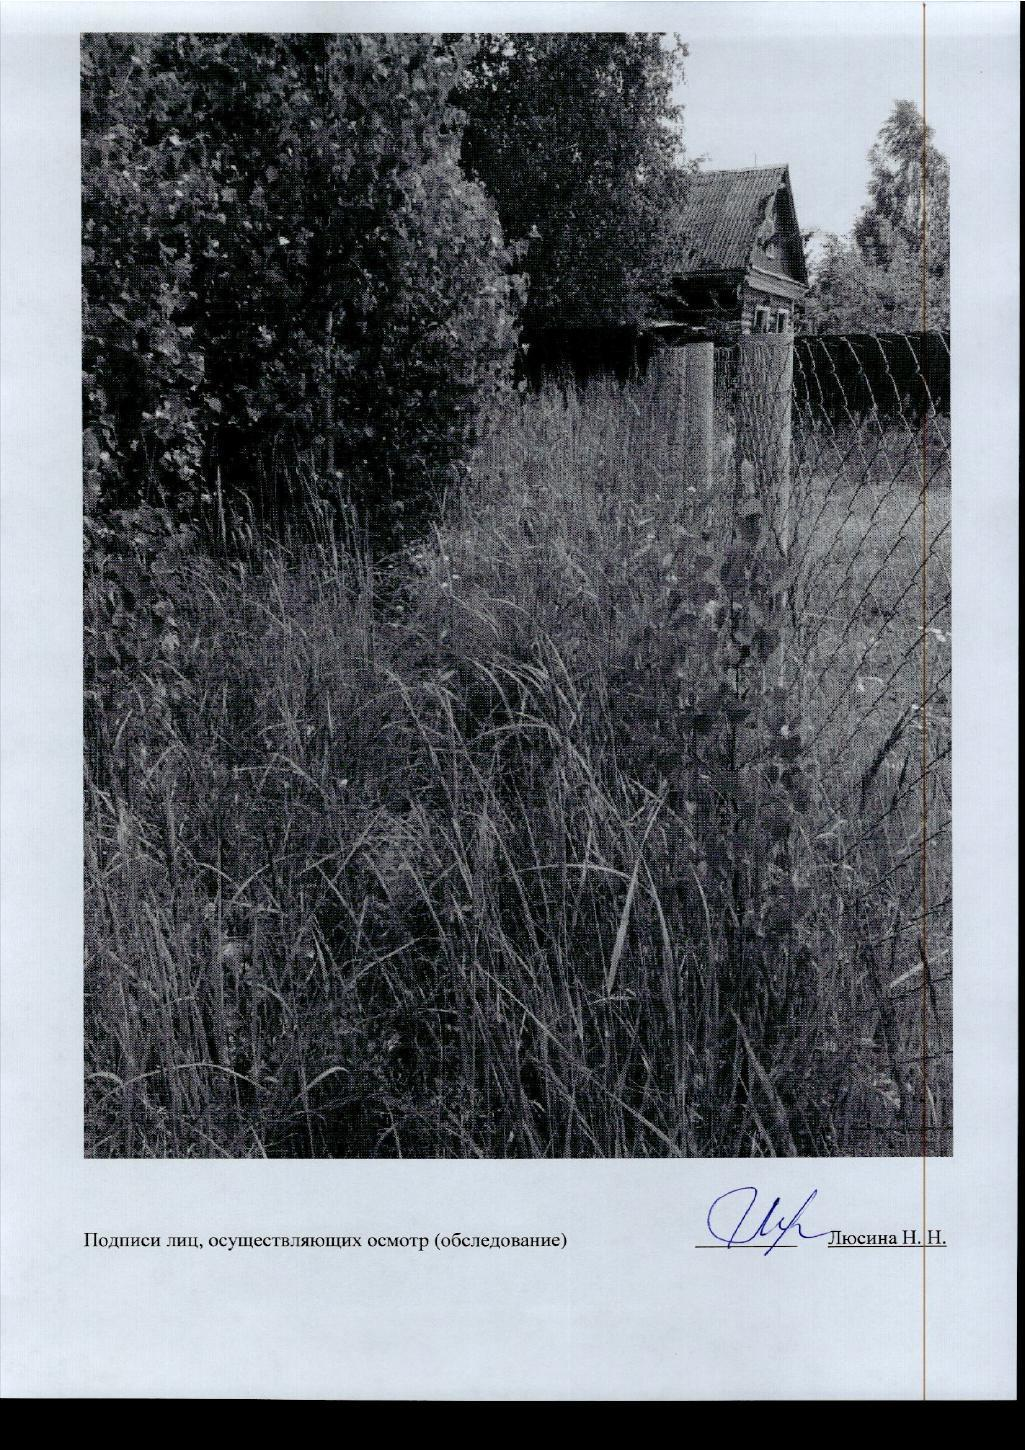 Подписи лиц, осуществляющих осмотр (обследование) Люсина Н. Н.